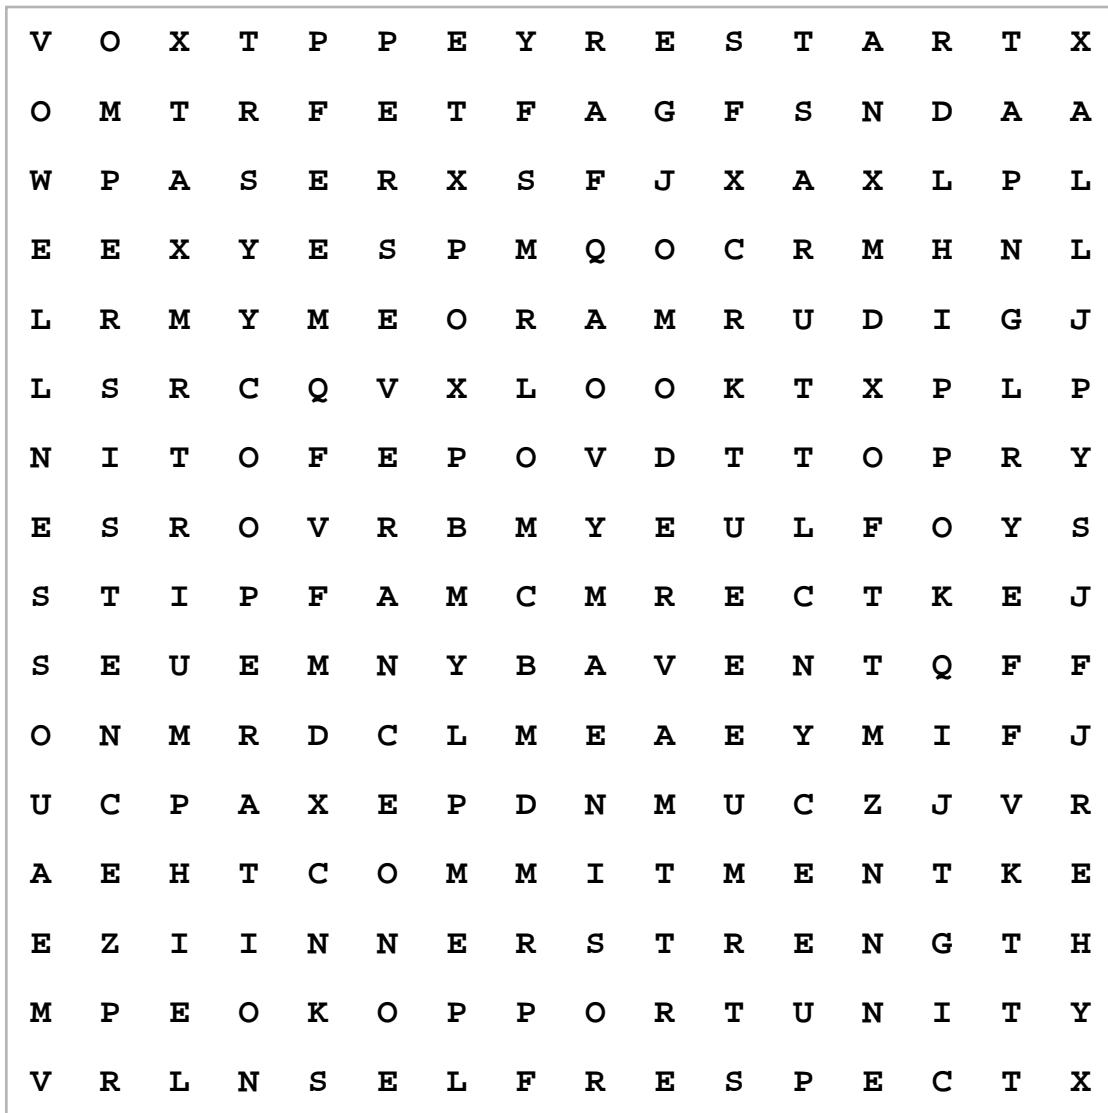 V O X T P P E Y R E S T A R T X
O M T R F E T F A G F S N D A A
W P A S E R X S F J X A X L P L
E E X Y E S P M Q O C R M H N L
L R M Y M E O R A M R U D I G J
L S R C Q V X L O O K T X P L P
N I T O F E P O V D T T O P R Y
E S R O V R B M Y E U L F O Y S
S T I P F A M C M R E C T K E J
S E U E M N Y B A V E N T Q F F
O N M R D C L M E A E Y M I F J
U C P A X E P D N M U C Z J V R
A E H T C O M M I T M E N T K E
E Z I I N N E R S T R E N G T H
M P E O K O P P O R T U N I T Y
V R L N S E L F R E S P E C T X